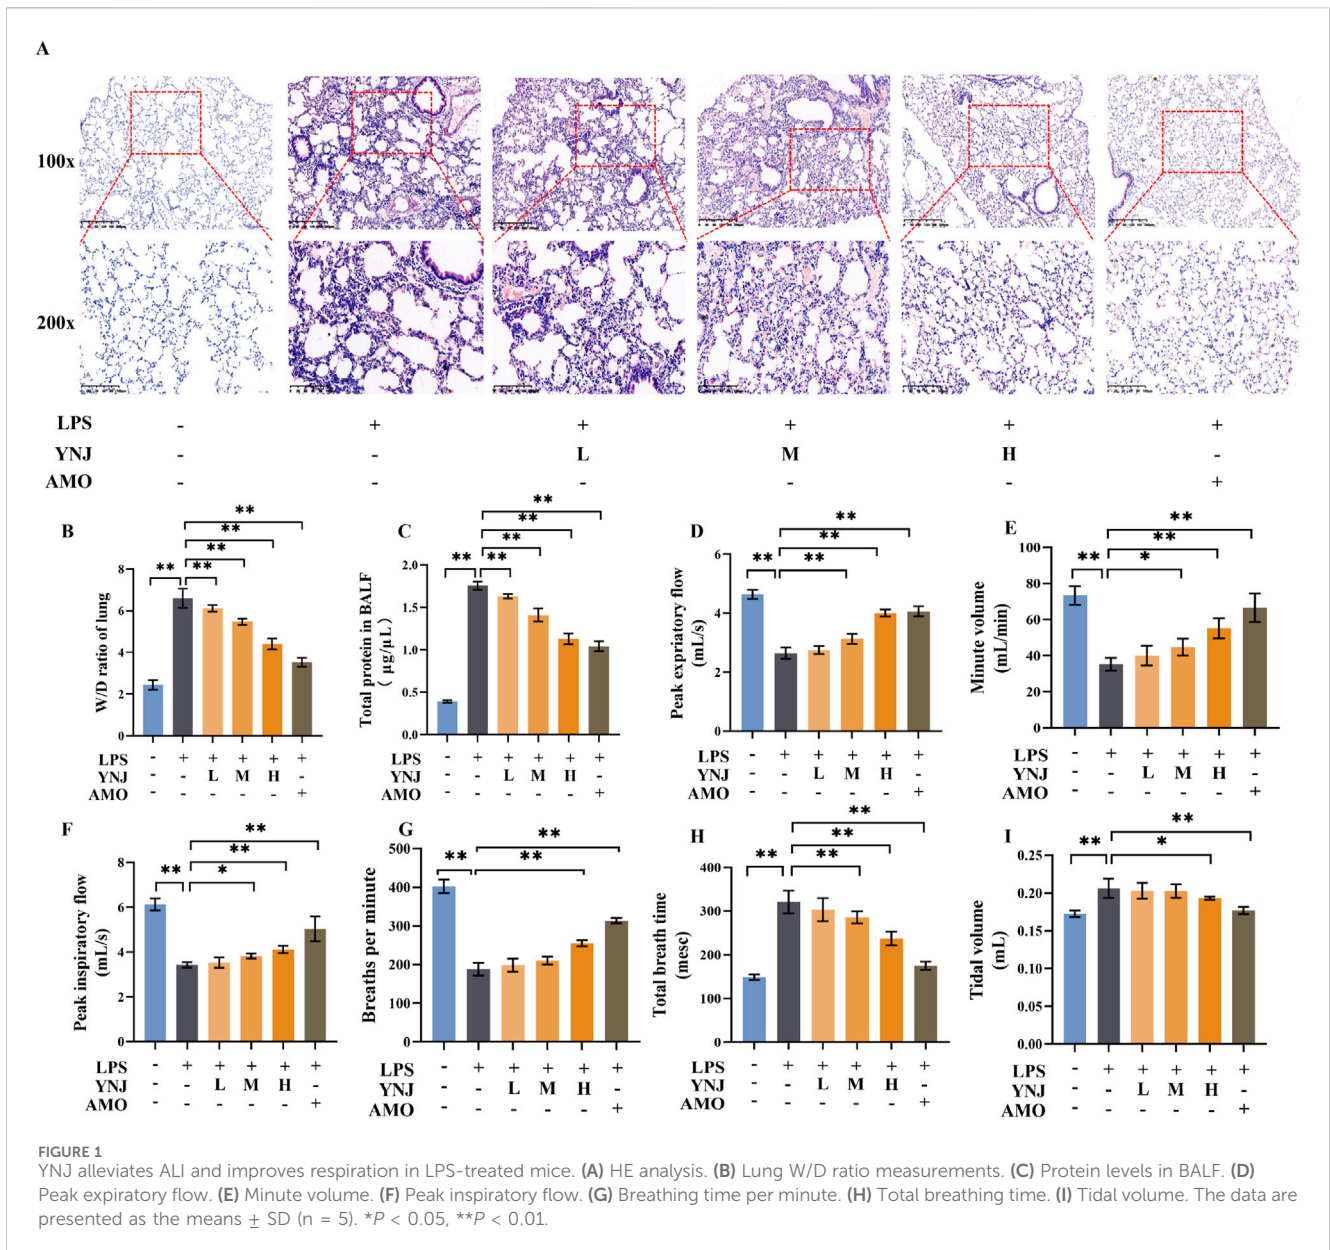 A
100x
200x
LPS - + + + + +
YNJ - - L M H -
AMO - - - - - +
B
** ** ** ** **
W/D ratio of lung
8
6
4
2
0
LPS - + + + + +
YNJ - - L M H -
AMO - - - - - +
C
** ** ** ** **
Total protein in BALF
( μg/μL)
2.0
1.5
1.0
0.5
0.0
LPS - + + + + +
YNJ - - L M H -
AMO - - - - - +
D
** ** ** **
Peak expriratory flow
(mL/s)
6
4
2
0
LPS - + + + + +
YNJ - - L M H -
AMO - - - - - +
E
** * ** **
Minute volume
(mL/min)
100
80
60
40
20
0
LPS - + + + + +
YNJ - - L M H -
AMO - - - - - +
F
** * ** **
Peak inspriratory flow
(mL/s)
8
6
4
2
0
LPS - + + + + +
YNJ - - L M H -
AMO - - - - - +
G
** ** **
Breaths per minute
500
400
300
200
100
0
LPS - + + + + +
YNJ - - L M H -
AMO - - - - - +
H
** ** ** **
Total breath time
(mesc)
400
300
200
100
0
LPS - + + + + +
YNJ - - L M H -
AMO - - - - - +
I
** * **
Tidal volume
(mL)
0.25
0.20
0.15
0.10
0.05
0.00
LPS - + + + + +
YNJ - - L M H -
AMO - - - - - +
FIGURE 1
YNJ alleviates ALI and improves respiration in LPS-treated mice. (A) HE analysis. (B) Lung W/D ratio measurements. (C) Protein levels in BALF. (D)
Peak expiratory flow. (E) Minute volume. (F) Peak inspiratory flow. (G) Breathing time per minute. (H) Total breathing time. (I) Tidal volume. The data are
presented as the means ± SD (n = 5). *P < 0.05, **P < 0.01.